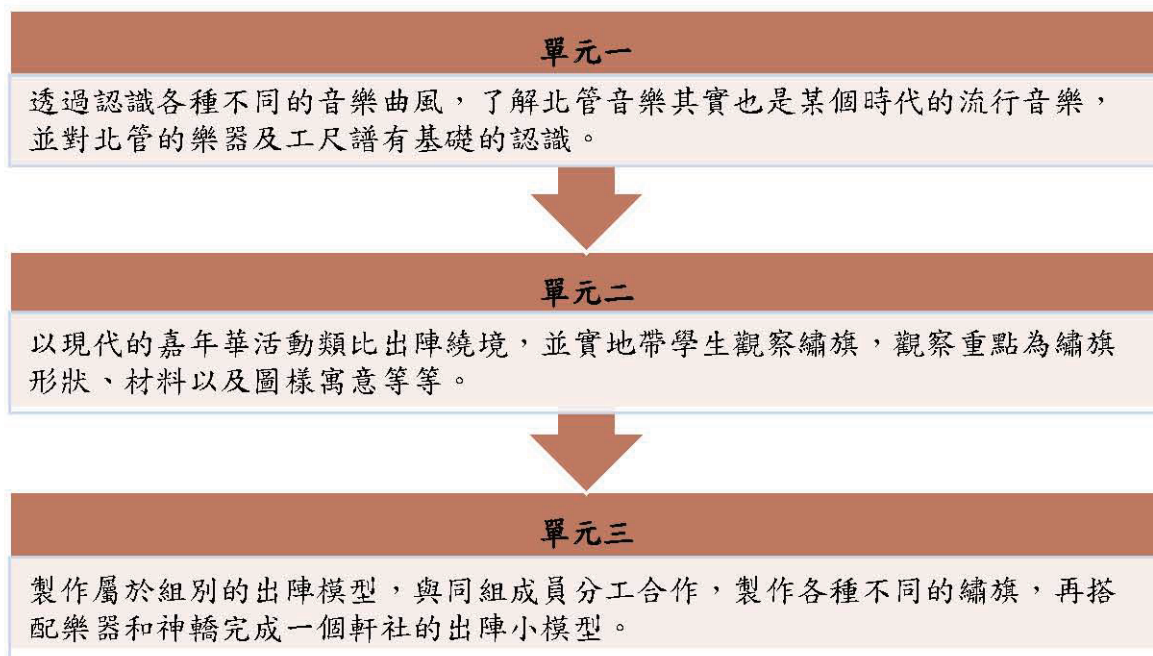 單元一
透過認識各種不同的音樂曲風，了解北管音樂其實也是某個時代的流行音樂，
並對北管的樂器及工尺譜有基礎的認識。
單元二
以現代的嘉年華活動類比出陣繞境，並實地帶學生觀察繡旗，觀察重點為繡旗
形狀、材料以及圖樣寓意等等。
單元三
製作屬於組別的出陣模型，與同組成員分工合作，製作各種不同的繡旗，再搭
配樂器和神轎完成一個軒社的出陣小模型。